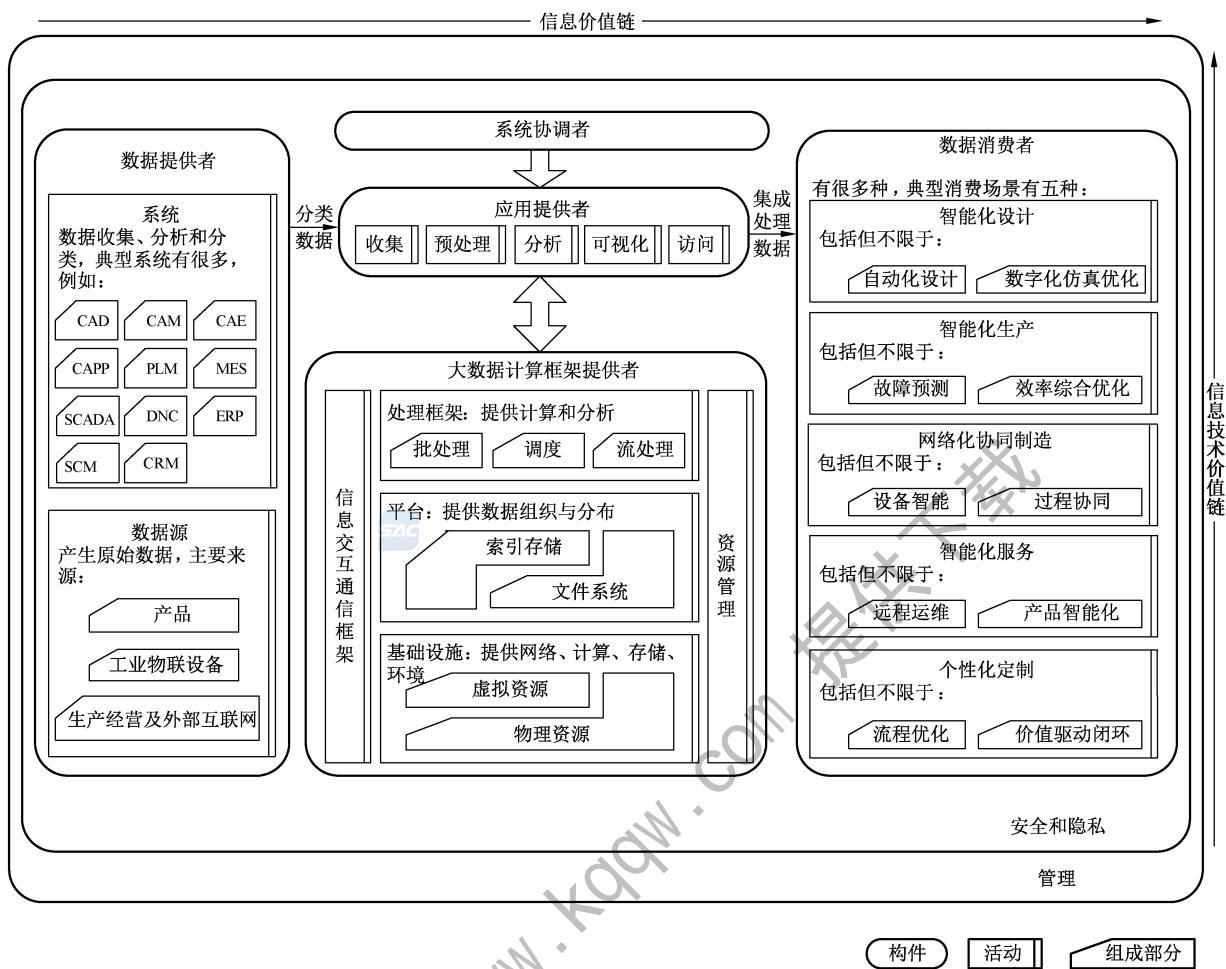 信息价值链
系统协调者
数据提供者
系统
数据收集、分析和分
类，典型系统有很多，
例如：
CAD
CAM
CAE
CAPP
PLM
MES
SCADA
DNC
ERP
SCM
CRM
数据源
产生原始数据，主要来
源：
产品
工业物联设备
生产经营及外部互联网
分类
数据
应用提供者
收集
预处理
分析
可视化
访问
集成
处理
数据
大数据计算框架提供者
信息交互通信框架
处理框架：提供计算和分析
批处理
调度
流处理
平台：提供数据组织与分布
索引存储
文件系统
基础设施：提供网络、计算、存储、
环境
虚拟资源
物理资源
资源管理
数据消费者
有很多种，典型消费场景有五种：
智能化设计
包括但不限于：
自动化设计
数字化仿真优化
智能化生产
包括但不限于：
故障预测
效率综合优化
网络化协同制造
包括但不限于：
设备智能
过程协同
智能化服务
包括但不限于：
远程运维
产品智能化
个性化定制
包括但不限于：
流程优化
价值驱动闭环
信息技术价值链
安全和隐私
管理
构件
活动
组成部分
SAC
w.kqqw.com 提供下载